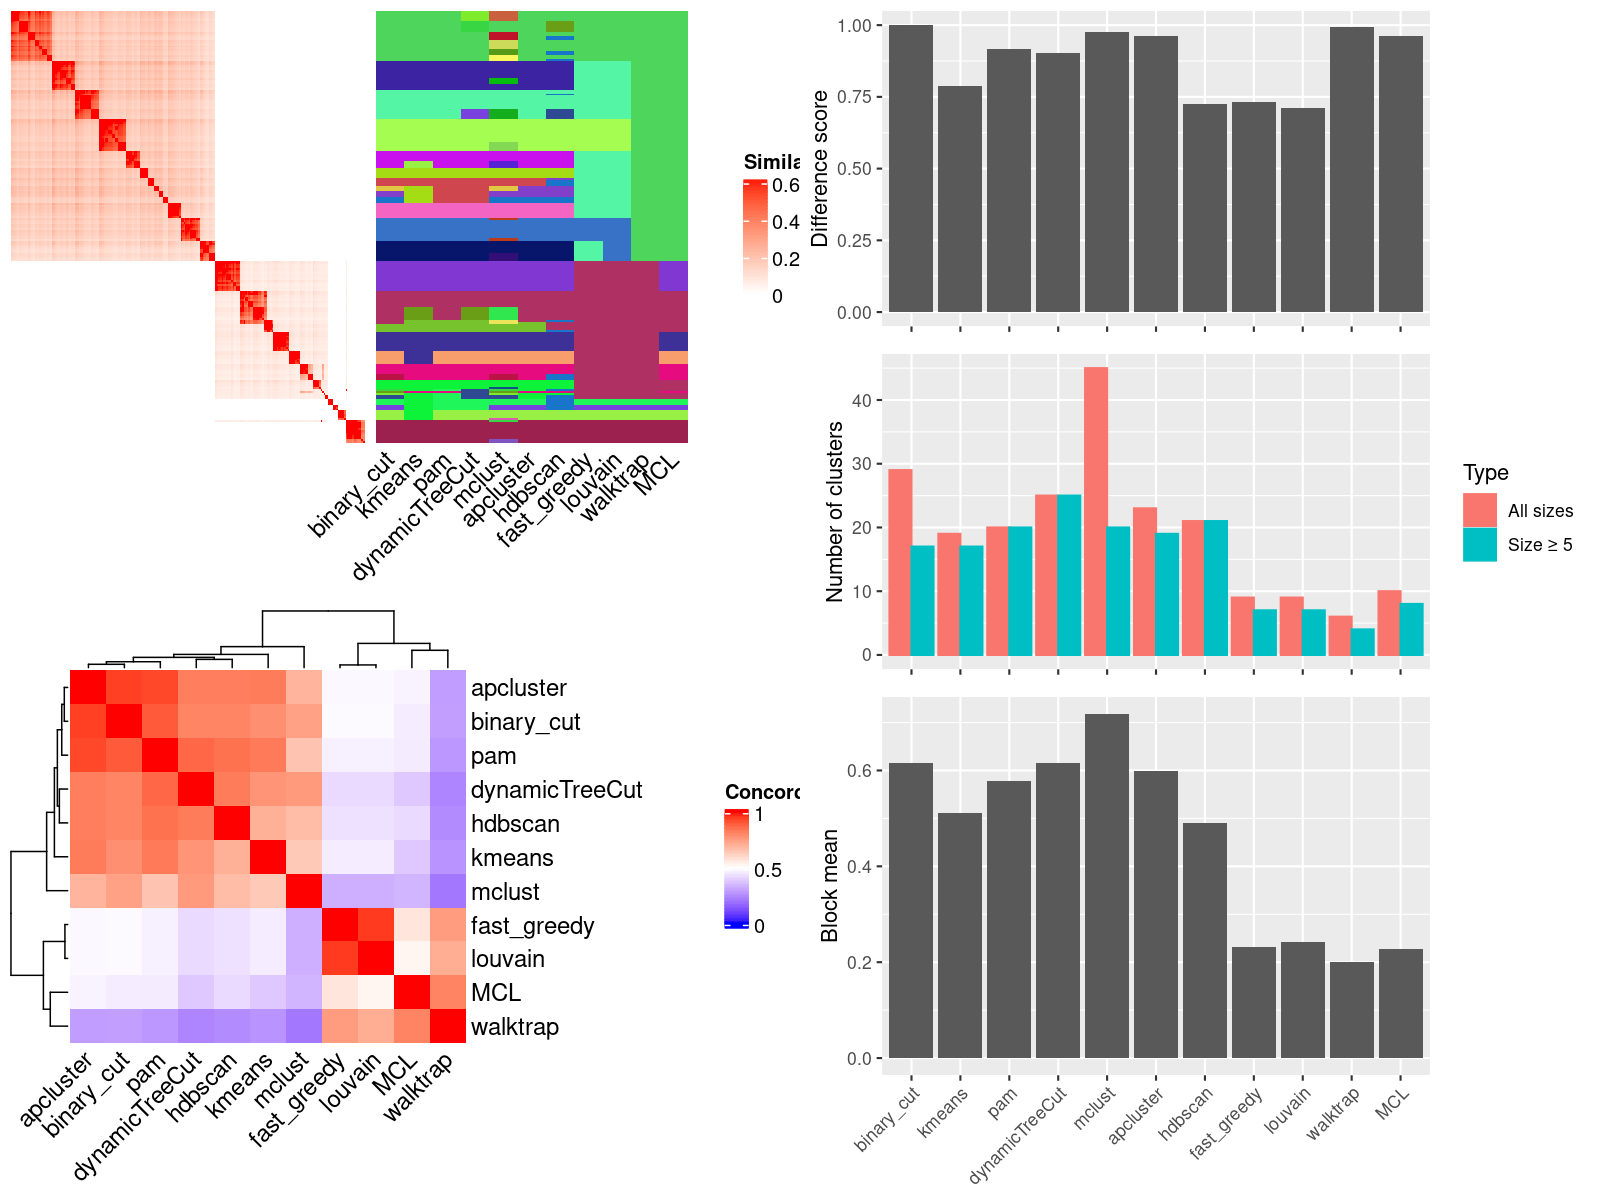 Simila
0.6
0.4
0.2
0
binary_cut
kmeans
pam
dynamicTreeCut
mclust
apcluster
hdbscan
fast_greedy
louvain
walktrap
MCL
apcluster
binary_cut
pam
dynamicTreeCut
hdbscan
kmeans
mclust
fast_greedy
louvain
MCL
walktrap
Concord
1
0.5
0
apcluster
binary_cut
pam
dynamicTreeCut
hdbscan
kmeans
mclust
fast_greedy
louvain
MCL
walktrap
Difference score
1.00
0.75
0.50
0.25
0.00
Number of clusters
40
30
20
10
0
Type
All sizes
Size ≥ 5
Block mean
0.6
0.4
0.2
0.0
binary_cut
kmeans
pam
dynamicTreeCut
mclust
apcluster
hdbscan
fast_greedy
louvain
walktrap
MCL